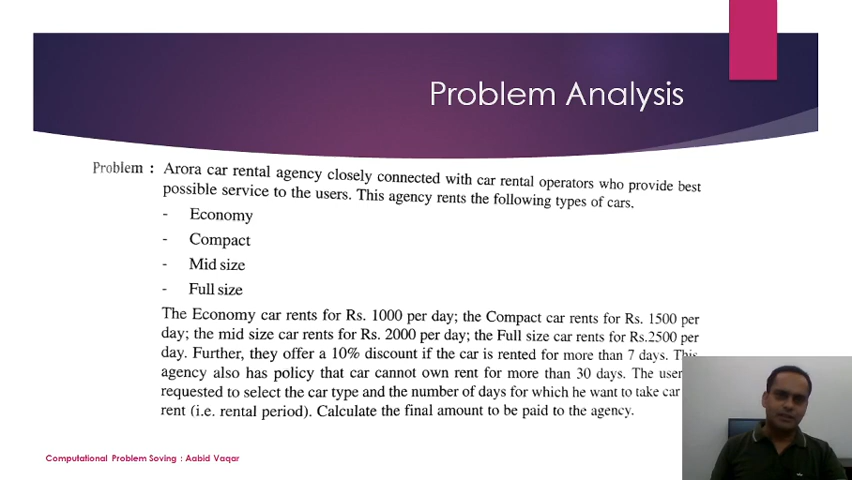 Problem Analysis
Problem : Arora car rental agency closely connected with car rental operators who provide best
possible service to the users. This agency rents the following types of cars.
- Economy
- Compact
- Mid size
- Full size
The Economy car rents for Rs. 1000 per day; the Compact car rents for Rs. 1500 per
day; the mid size car rents for Rs. 2000 per day; the Full size car rents for Rs.2500 per
day. Further, they offer a 10% discount if the car is rented for more than 7 days. This
agency also has policy that car cannot own rent for more than 30 days. The user
requested to select the car type and the number of days for which he want to take car
rent (i.e. rental period). Calculate the final amount to be paid to the agency.
Computational Problem Soving : Aabid Vaqar